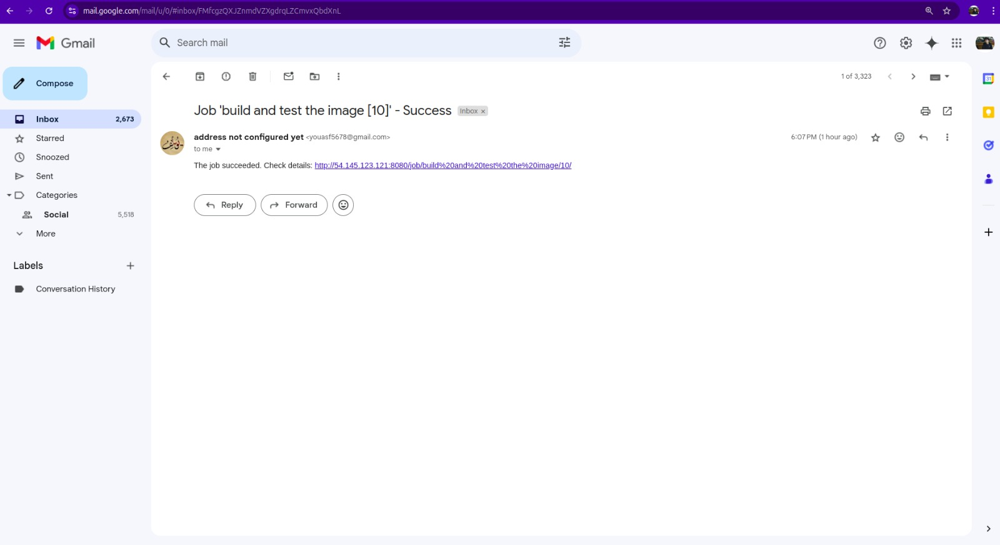 mail.google.com/mail/u/0/#inbox/FMfcgzQXJZnmdVZXgdrqLZCmvxQbdXnL
Gmail
Search mail
Compose
1 of 3,323
Inbox 2,673
Starred
Snoozed
Sent
Categories
Social 5,518
More
Labels
Conversation History
Job 'build and test the image [10]' - Success Inbox ×
address not configured yet <youasf5678@gmail.com> 6:07 PM (1 hour ago)
to me
The job succeeded. Check details: http://54.145.123.121:8080/job/build%20and%20test%20the%20image/10/
Reply Forward
31